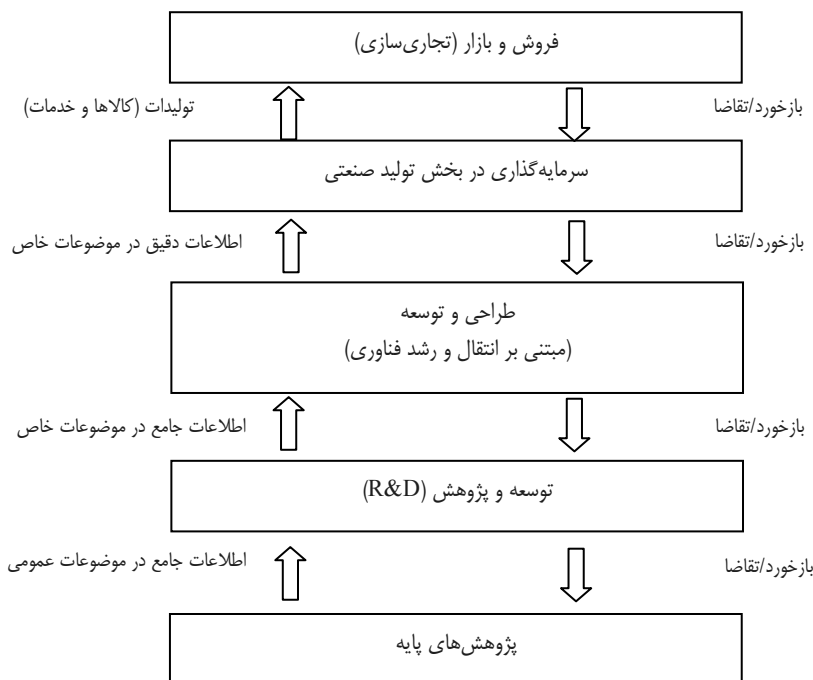 فروش و بازار (تجاری‌سازی)
بازخورد/تقاضا
تولیدات (کالاها و خدمات)
سرمایه‌گذاری در بخش تولید صنعتی
بازخورد/تقاضا
اطلاعات دقیق در موضوعات خاص
طراحی و توسعه
(مبتنی بر انتقال و رشد فناوری)
بازخورد/تقاضا
اطلاعات جامع در موضوعات خاص
توسعه و پژوهش (R&D)
بازخورد/تقاضا
اطلاعات جامع در موضوعات عمومی
پژوهش‌های پایه